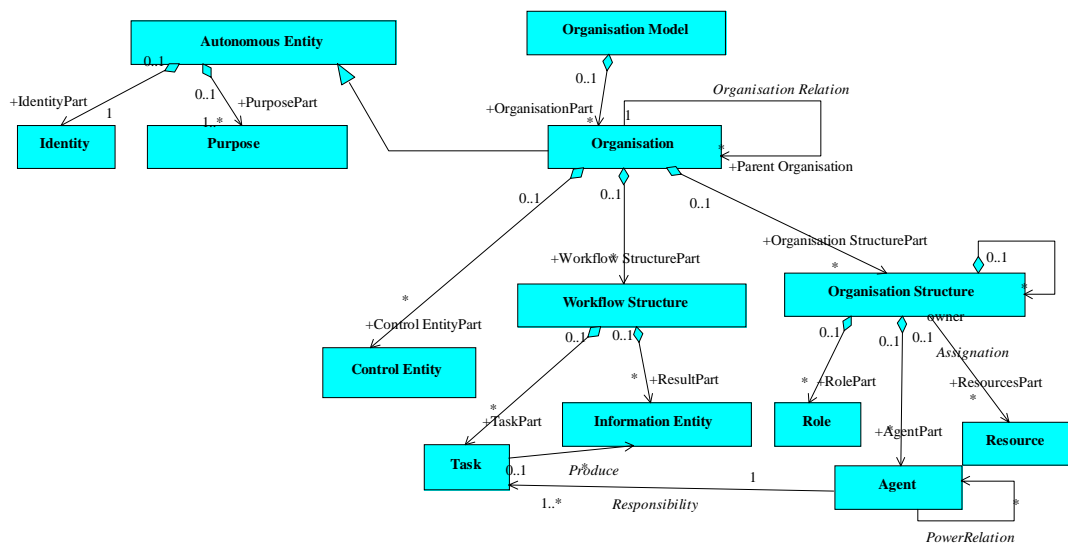 Autonomous Entity
Organisation Model
0..1
0..1
0..1
+IdentityPart
1
+PurposePart
1..*
+OrganisationPart
*
1
Organisation Relation
Identity
Purpose
Organisation
*
+Parent Organisation
0..1
0..1
0..1
+Organisation StructurePart
*
0..1
+Workflow StructurePart
*
Workflow Structure
Organisation Structure
*
*
+Control EntityPart
0..1
0..1
0..1
0..1
0..1
owner
Assignation
Control Entity
*
+ResultPart
*
+RolePart
+ResourcesPart
*
*
+TaskPart
Information Entity
Role
*
+AgentPart
Resource
Task
0..1
Produce
*
1
Agent
1..*
Responsibility
*
PowerRelation